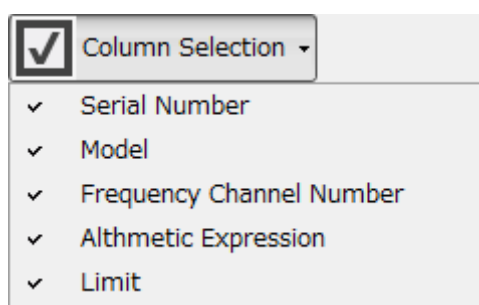 Column Selection
Serial Number
Model
Frequency Channel Number
Althmetic Expression
Limit